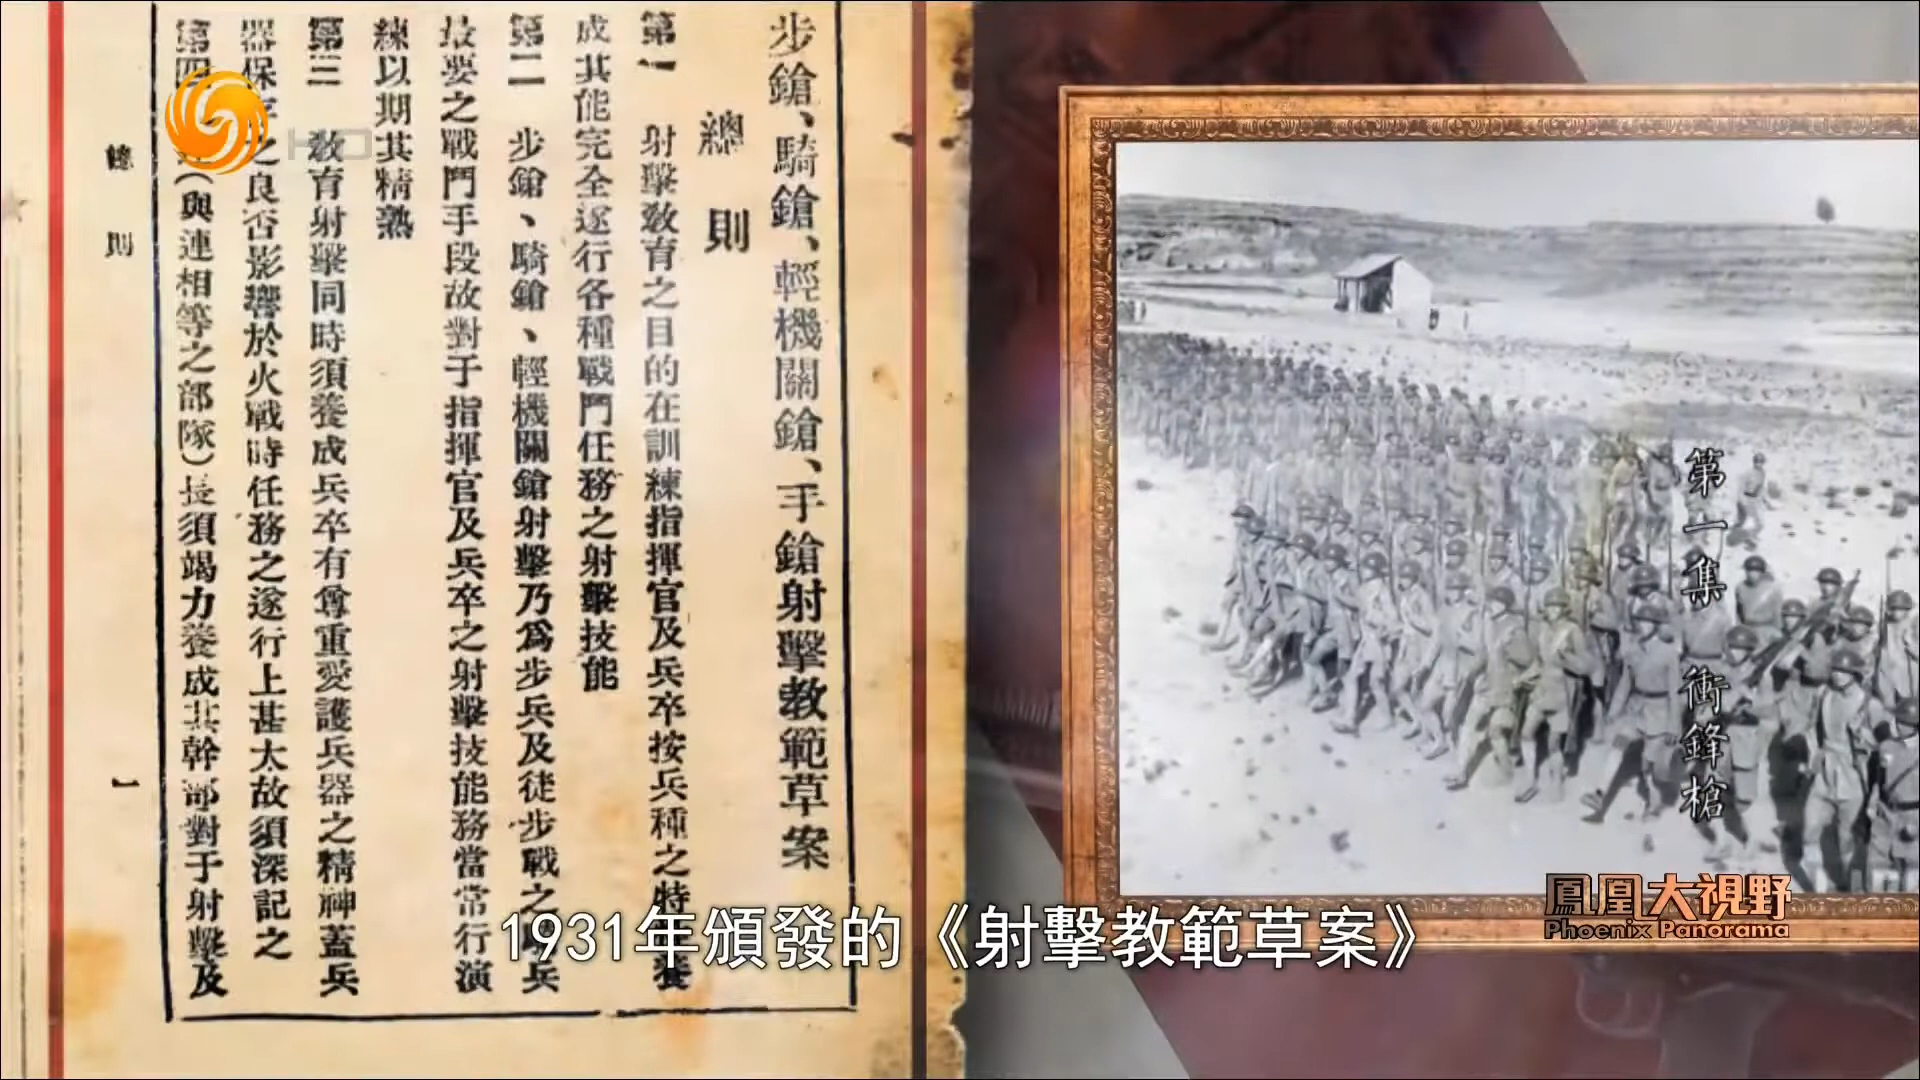 步鎗、騎鎗、輕機關鎗、手鎗射擊教範草案
總則
第一　射擊教育之目的在訓練指揮官及兵卒按兵種之特　養
成其能完全遂行各種戰鬥任務之射擊技能
第二　步鎗、騎鎗、輕機關鎗射擊乃爲步兵及徒步戰之　兵
最要之戰鬥手段故對于指揮官及兵卒之射擊技能務當常行演
練以期其精熟
第三　教育射擊同時須養成兵卒有尊重愛護兵器之精神蓋兵
器保存之良否影響於火戰時任務之遂行上甚太故須深記之
第四　（與連相等之部隊）長須竭力養成其幹部對于射擊及
總則
一
HD
第一集 衝鋒槍
鳳凰大視野
Phoenix Panorama
1931年頒發的《射擊教範草案》